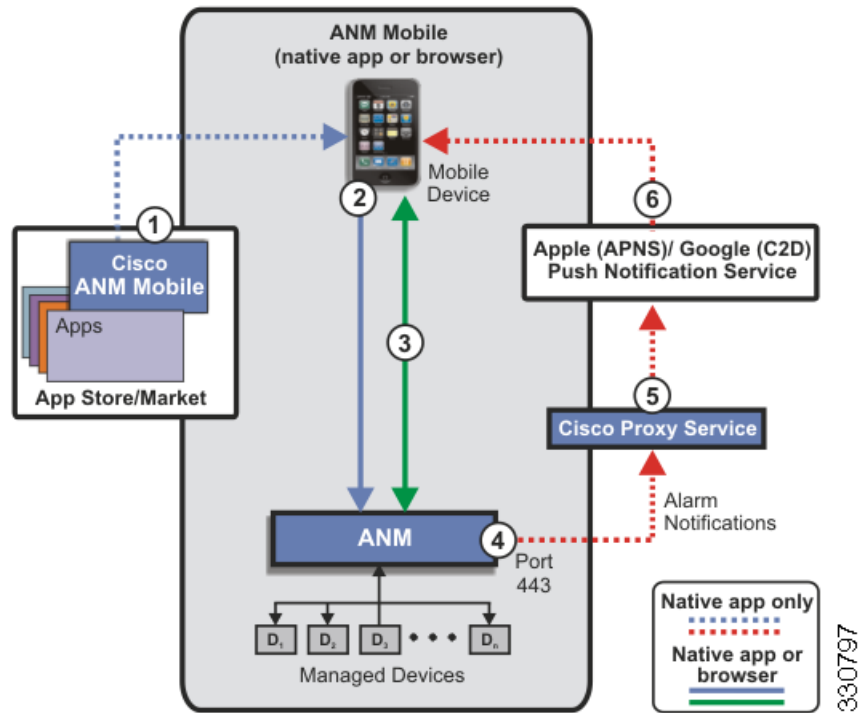 ANM Mobile
(native app or browser)
Mobile
Device
2
1
6
Cisco
ANM Mobile
Apps
App Store/Market
Apple (APNS)/ Google (C2D)
Push Notification Service
3
5
Cisco Proxy Service
Alarm
Notifications
ANM
4
Port
443
D1 D2 D3 • • • Dn
Managed Devices
Native app only
Native app or
browser
330797